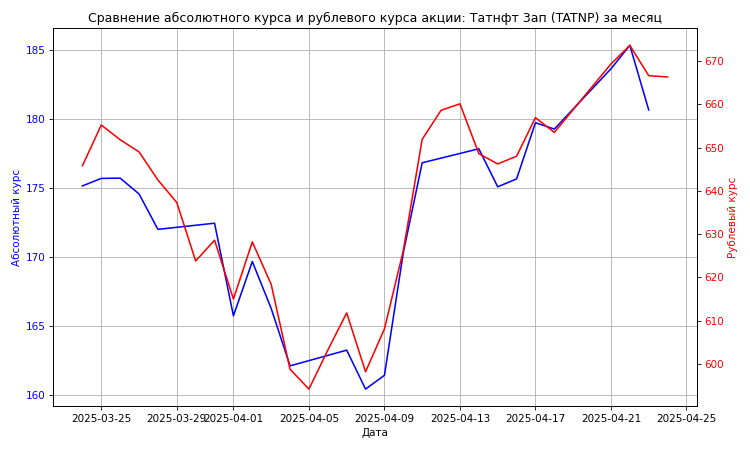 Сравнение абсолютного курса и рублевого курса акции: Татнфт 3ап (TATNP) за месяц
185
180
175
170
165
160
Абсолютный курс
670
660
650
640
630
620
610
600
Рублевый курс
2025-03-25 2025-03-29 2025-04-01 2025-04-05 2025-04-09 2025-04-13 2025-04-17 2025-04-21 2025-04-25
Дата